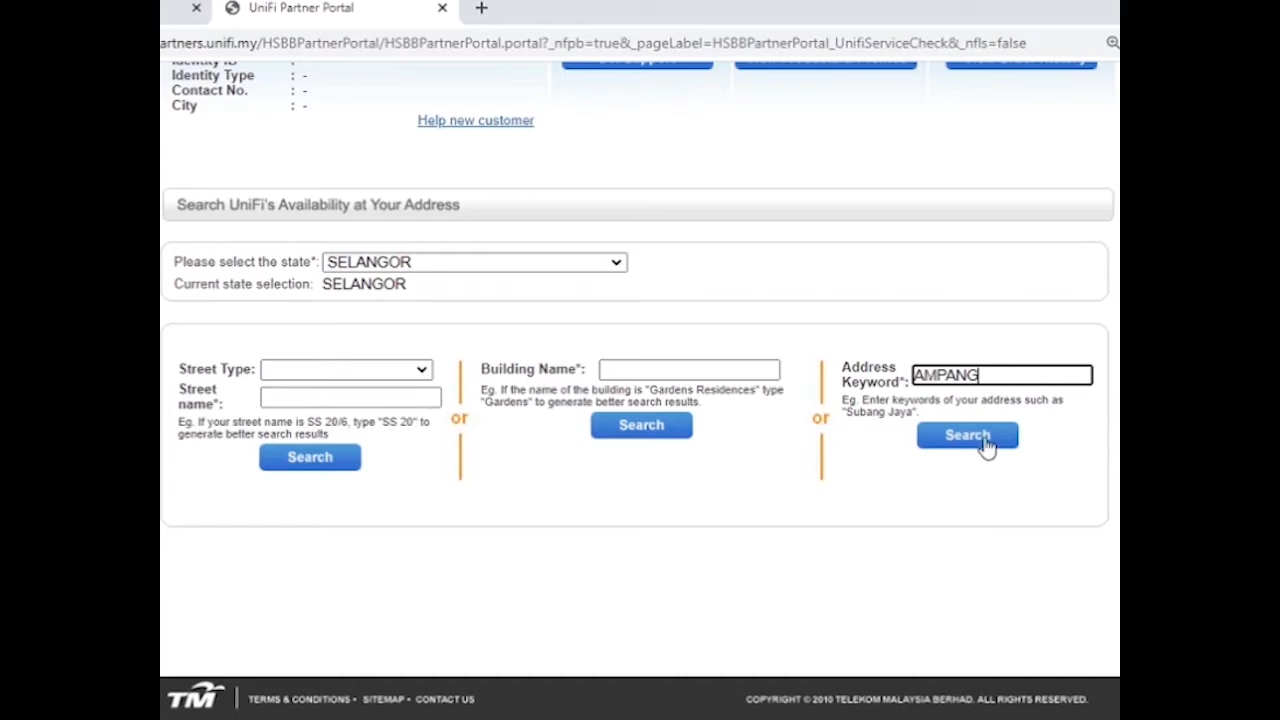 UniFi Partner Portal
artners.unifi.my/HSBBPartnerPortal/HSBBPartnerPortal.portal?_nfpb=true&_pageLabel=HSBBPartnerPortal_UnifiServiceCheck&_nfls=false
Identity ID :
Identity Type : -
Contact No. : -
City : -
Help new customer
Search UniFi's Availability at Your Address
Please select the state*: SELANGOR
Current state selection: SELANGOR
Street Type:
Street
name*:
Eg. If your street name is SS 20/6, type "SS 20" to
generate better search results
Search
or
Building Name*:
Eg. If the name of the building is "Gardens Residences" type
"Gardens" to generate better search results.
Search
or
Address
Keyword*: AMPANG
Eg. Enter keywords of your address such as
"Subang Jaya".
Search
TM TERMS & CONDITIONS • SITEMAP • CONTACT US
COPYRIGHT © 2010 TELEKOM MALAYSIA BERHAD. ALL RIGHTS RESERVED.